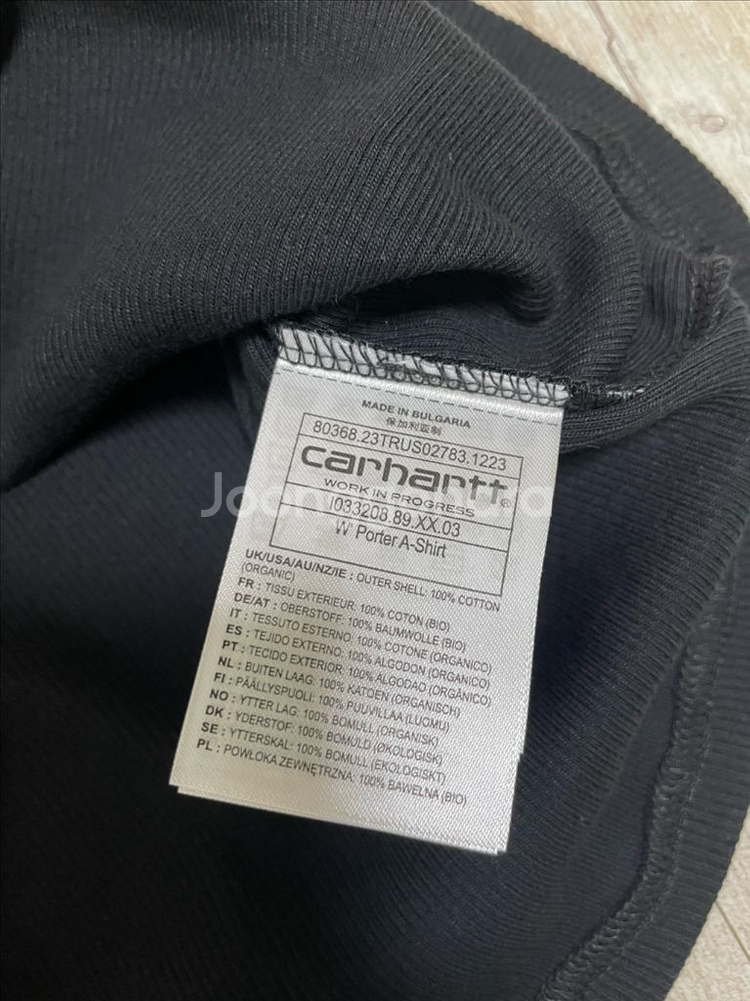 MADE IN BULGARIA
保加利亚制
80368.23TRUS02783.1223
carhartt®
WORK IN PROGRESS
I033208.89.XX.03
W' Porter A-Shirt
UK/USA/AU/NZ/IE : OUTER SHELL: 100% COTTON
(ORGANIC)
FR : TISSU EXTERIEUR: 100% COTON (BIO)
DE/AT : OBERSTOFF: 100% BAUMWOLLE (BIO)
IT : TESSUTO ESTERNO: 100% COTONE (ORGANICO)
ES : TEJIDO EXTERNO: 100% ALGODON (ORGANICO)
PT : TECIDO EXTERIOR: 100% ALGODAO (ORGÂNICO)
NL : BUITEN LAAG: 100% KATOEN (ORGANISCH)
FI : PÄÄLLYSPUOLI: 100% PUUVILLAA (LUOMU)
NO : YTTER LAG: 100% BOMULL (ORGANISK)
DK : YDERSTOF: 100% BOMULD (ØKOLOGISK)
SE : YTTERSKAL: 100% BOMULL (EKOLOGISKT)
PL : POWŁOKA ZEWNĘTRZNA: 100% BAWEŁNA (BIO)